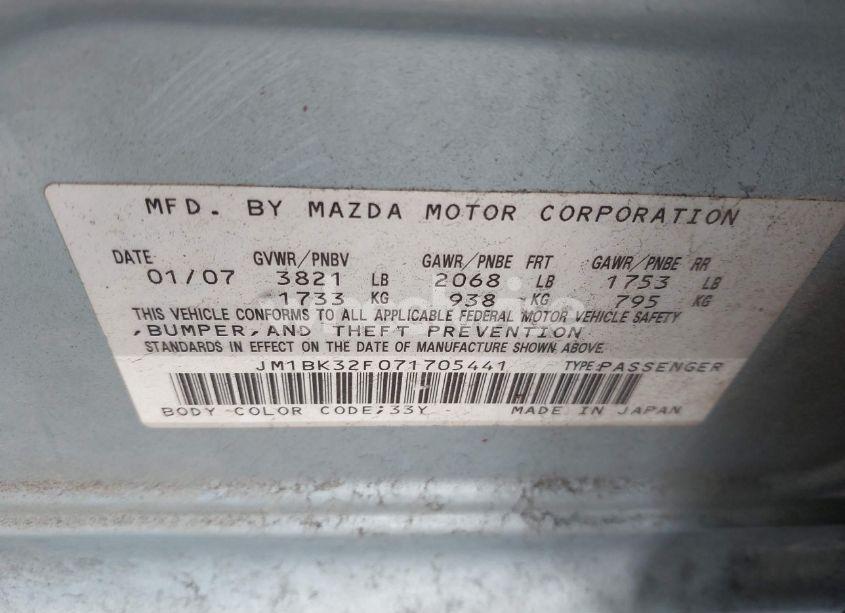 MFD. BY MAZDA MOTOR CORPORATION
DATE GVWR/PNBV GAWR/PNBE FRT GAWR/PNBE RR
01/07 3821 LB 2068 LB 1753 LB
1733 KG 938 KG 795 KG
THIS VEHICLE CONFORMS TO ALL APPLICABLE FEDERAL MOTOR VEHICLE SAFETY
,BUMPER,AND THEFT PREVENTION
STANDARDS IN EFFECT ON THE DATE OF MANUFACTURE SHOWN ABOVE.
JM1BK32F071705441 TYPE:PASSENGER
BODY COLOR CODE;33Y MADE IN JAPAN